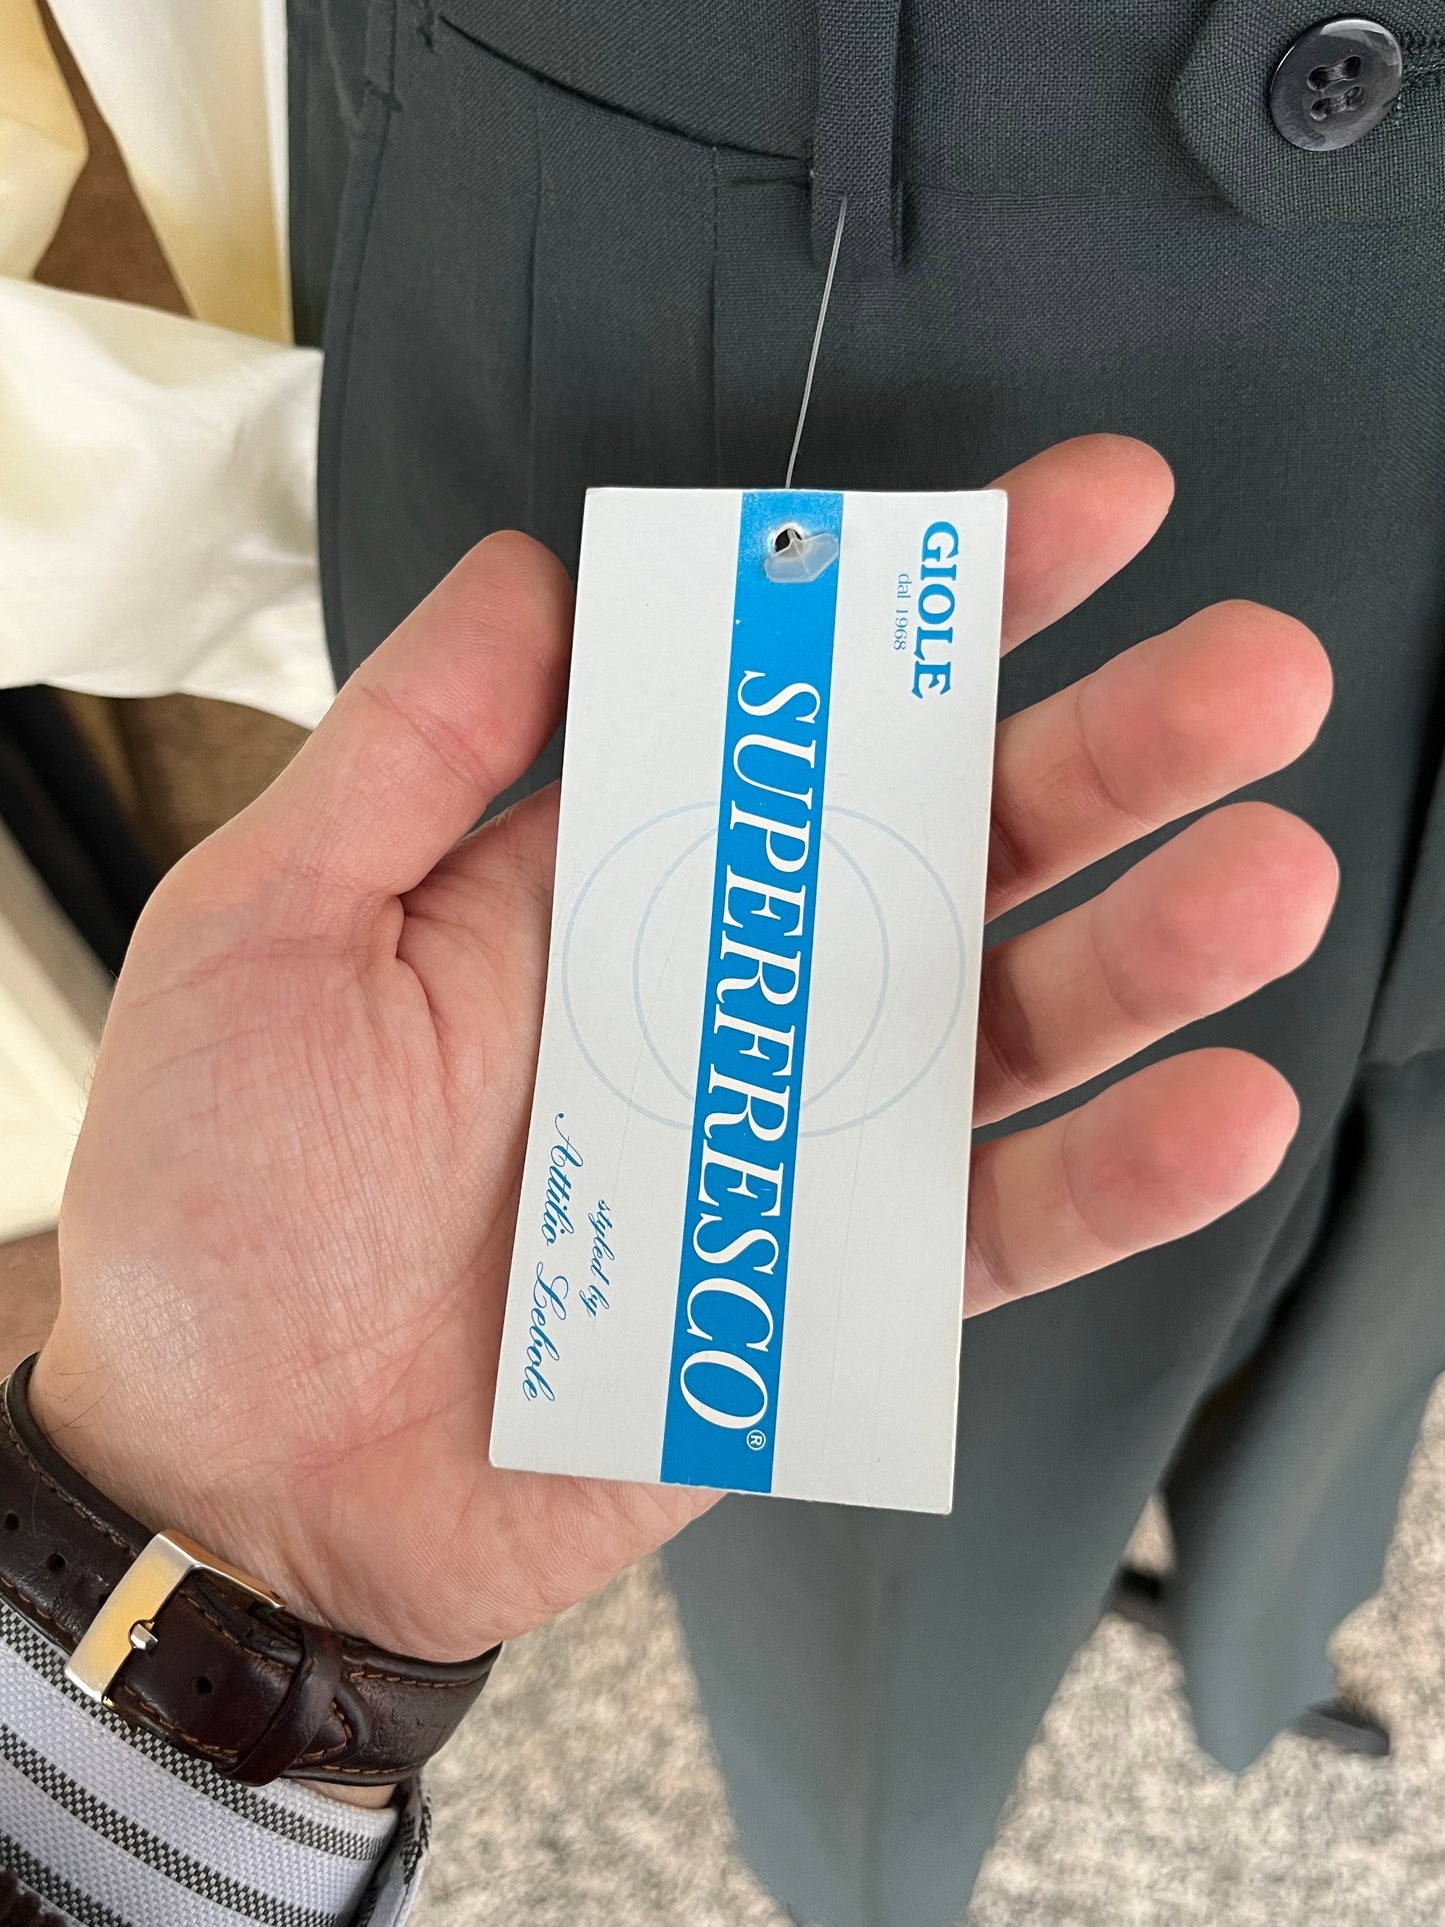 GIOLE
dal 1968
SUPERFRESCO®
styled by
Attilio Lebole